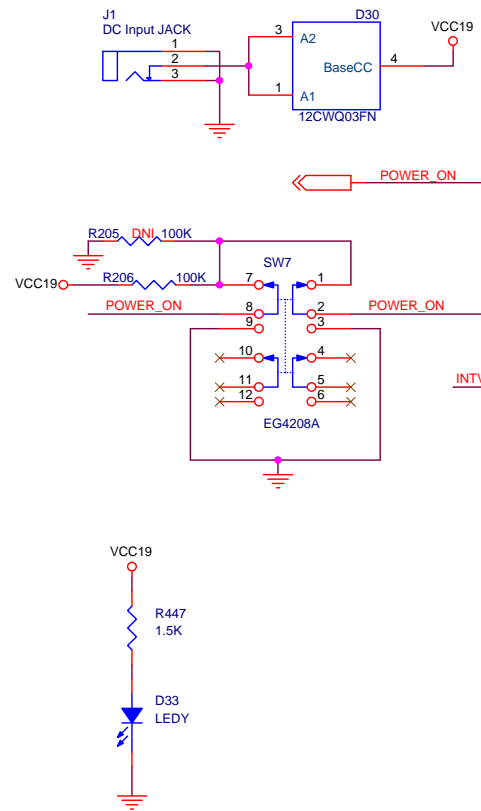 J1
DC Input JACK
1
2
3
D30
3 A2
BaseCC 4
1 A1
12CWQ03FN
VCC19
POWER_ON
R205 DNI 100K
VCC19 R206 100K
SW7
7 1
POWER_ON 8 2 POWER_ON
9 3
10 4
11 5
12 6
EG4208A
INTV
VCC19
R447
1.5K
D33
LEDY